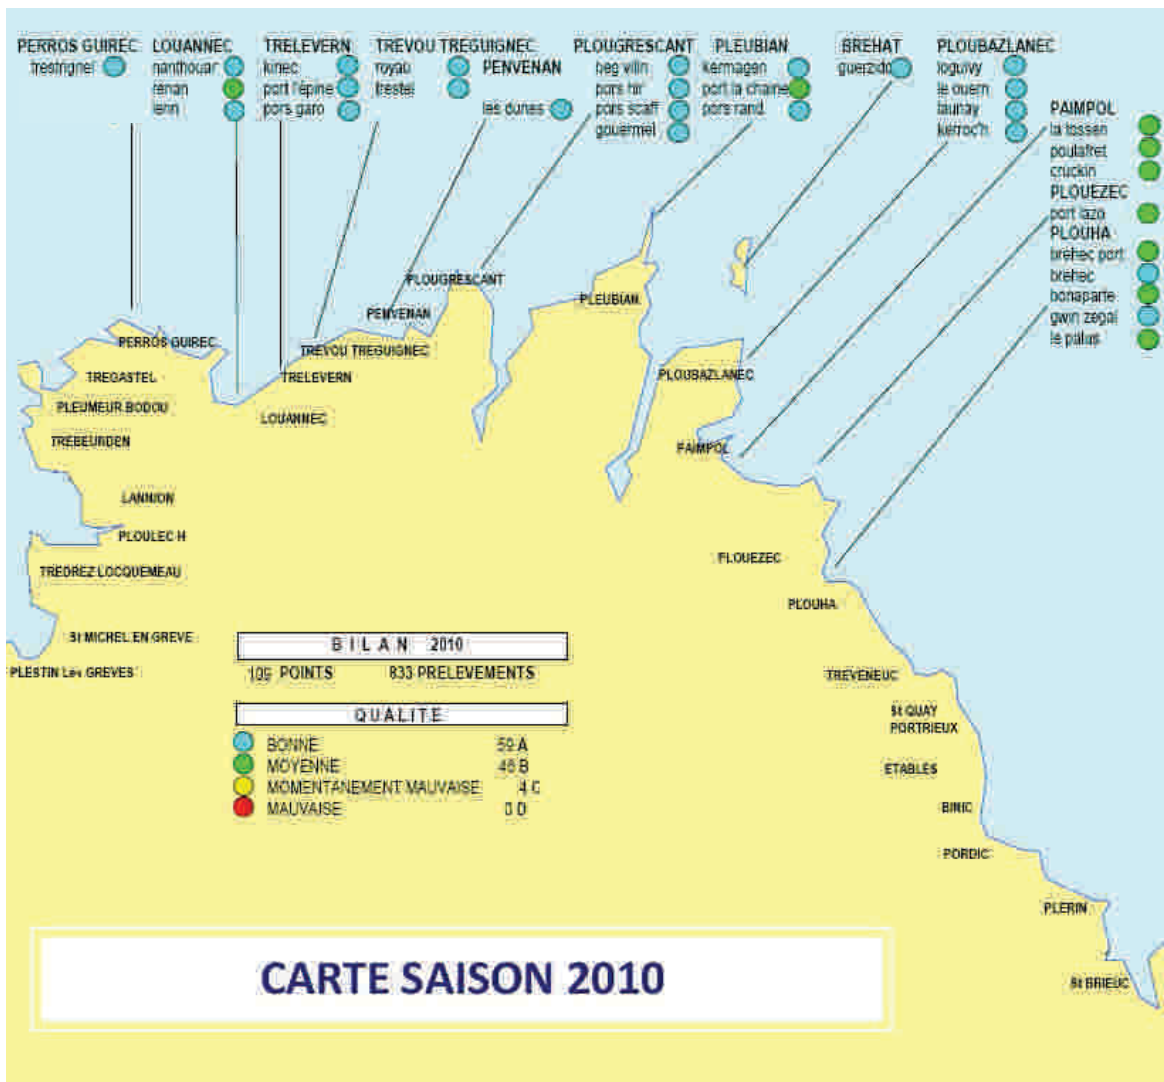 PERROS GUIREC
trestrignel
LOUANNEC
nanthouar
renan
lenn
TRELEVERN
kinec
port l'épine
pors garo
TREVOU TREGUIGNEC
royau
trestel
PENVENAN
les dunes
PLOUGRESCANT
beg vilin
pors hir
pors scaff
gouermel
PLEUBIAN
kermagen
port la chaine
pors rand
BREHAT
guerzido
PLOUBAZLANEC
loguivy
le ouern
launay
kerroc'h
PAIMPOL
la tossen
poulafret
cruckin
PLOUEZEC
port lazo
PLOUHA
bréhec port
bréhec
bonaparte
gwin zegal
le palus
PLOUGRESCANT
PENVENAN
PLEUBIAN
PERROS GUIREC
TREVOU TREGUIGNEC
TREGASTEL
TRELEVERN
PLOUBAZLANEC
PLEUMEUR BODOU
LOUANNEC
TREBEURDEN
PAIMPOL
LANNION
PLOULEC H
PLOUEZEC
TREDREZ LOCQUEMEAU
PLOUHA
St MICHEL EN GREVE
PLESTIN Les GREVES
BILAN 2010
109 POINTS 833 PRELEVEMENTS
QUALITE
BONNE 59 A
MOYENNE 46 B
MOMENTANEMENT MAUVAISE 4 C
MAUVAISE 0 D
TREVENEUC
St QUAY
PORTRIEUX
ETABLES
BINIC
PORDIC
PLERIN
St BRIEUC
CARTE SAISON 2010